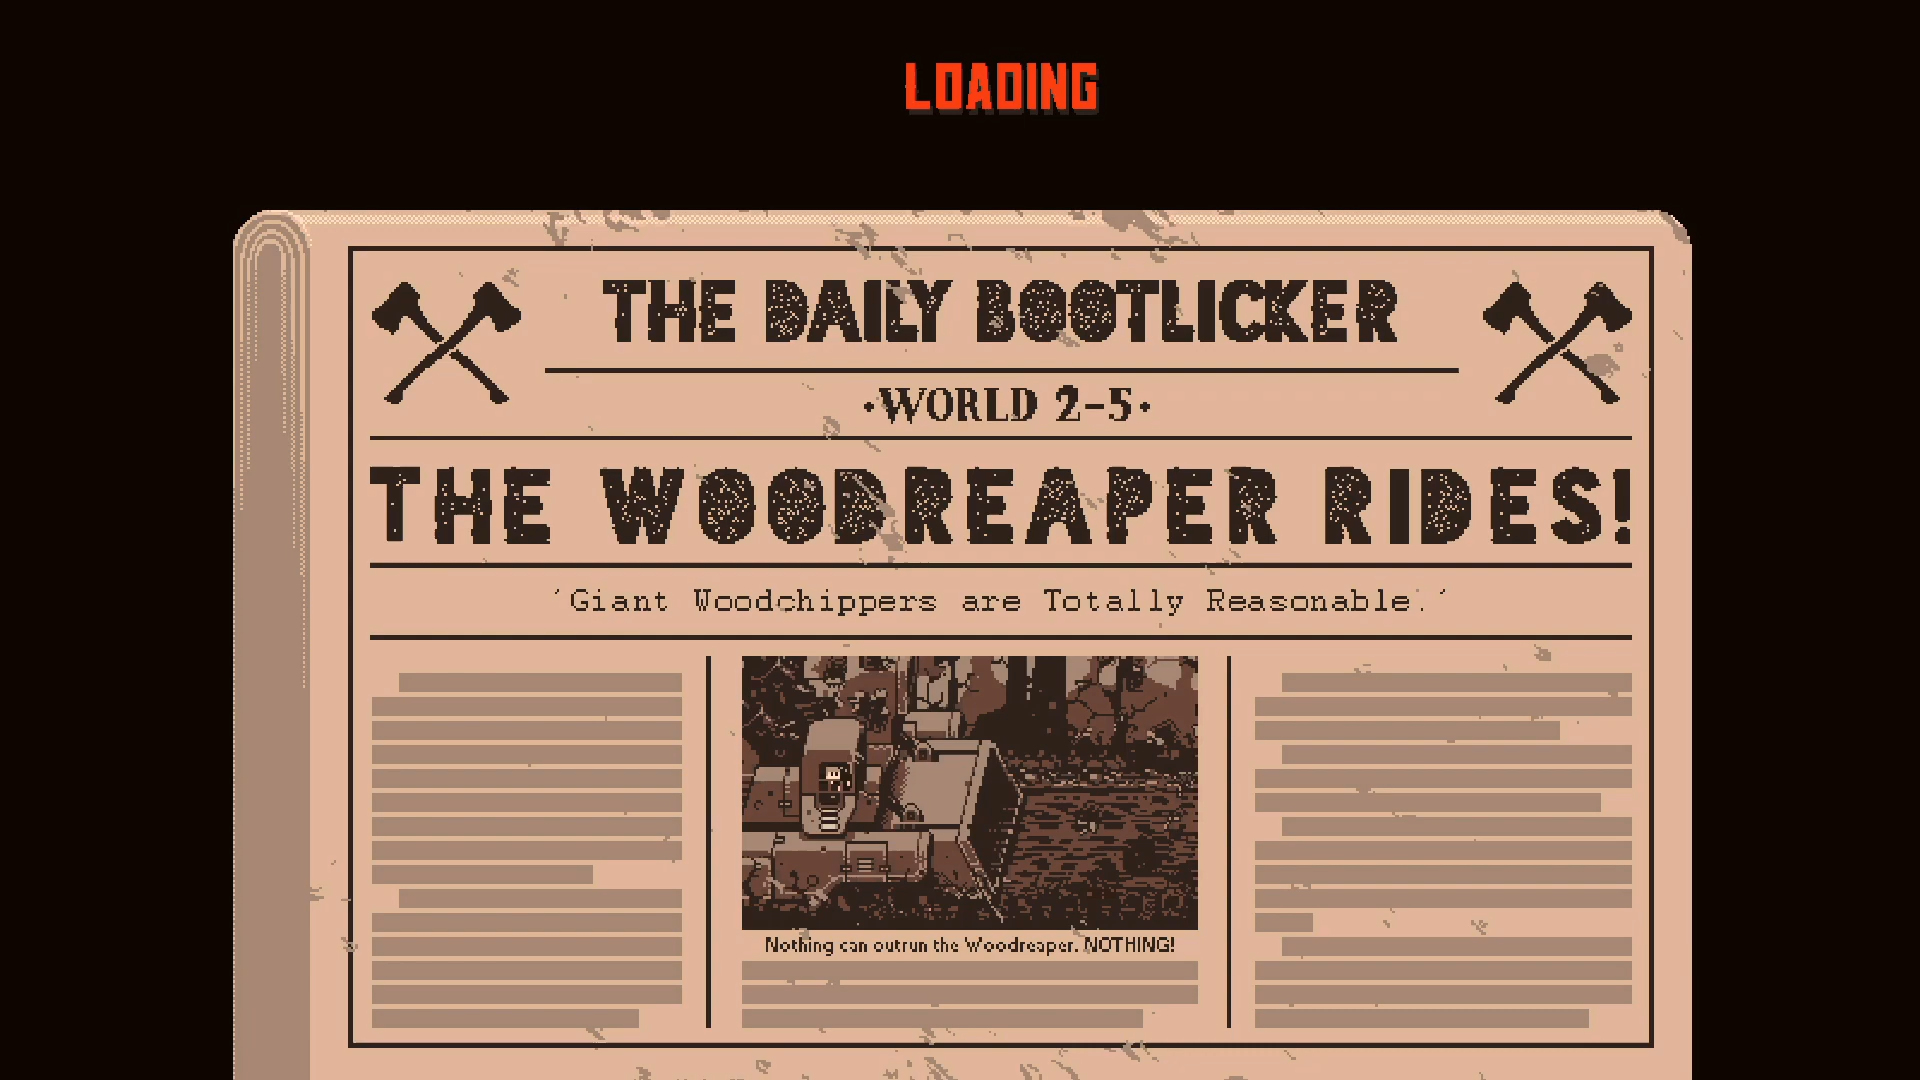 LOADING
THE DAILY BOOTLICKER
·WORLD 2-5·
THE WOODREAPER RIDES!
'Giant Woodchippers are Totally Reasonable.'
Nothing can outrun the Woodreaper. NOTHING!